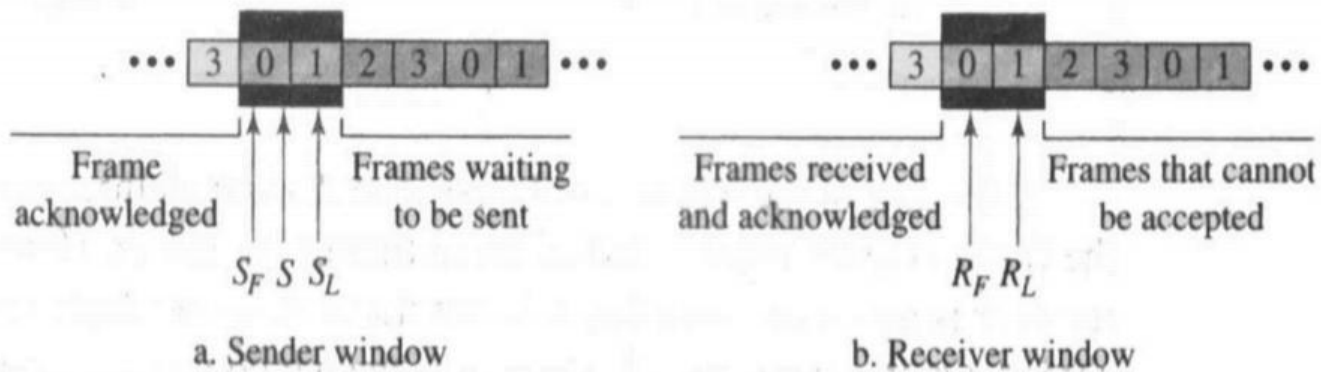 ••• 3 0 1 2 3 0 1 •••
Frame acknowledged
Frames waiting to be sent
S_F S S_L
a. Sender window
••• 3 0 1 2 3 0 1 •••
Frames received and acknowledged
Frames that cannot be accepted
R_F R_L
b. Receiver window